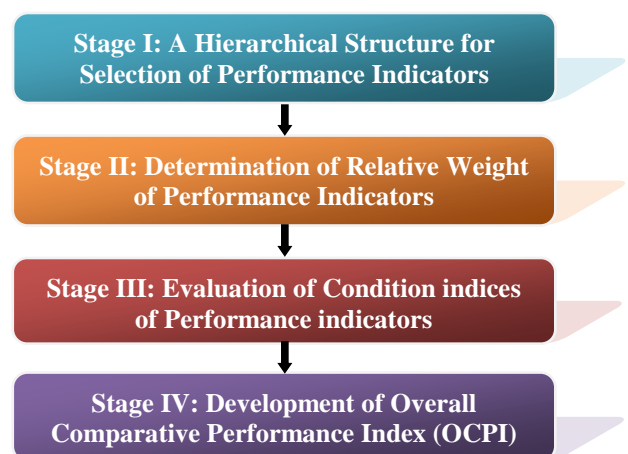 Stage I: A Hierarchical Structure for
Selection of Performance Indicators
Stage II: Determination of Relative Weight
of Performance Indicators
Stage III: Evaluation of Condition indices
of Performance indicators
Stage IV: Development of Overall
Comparative Performance Index (OCPI)